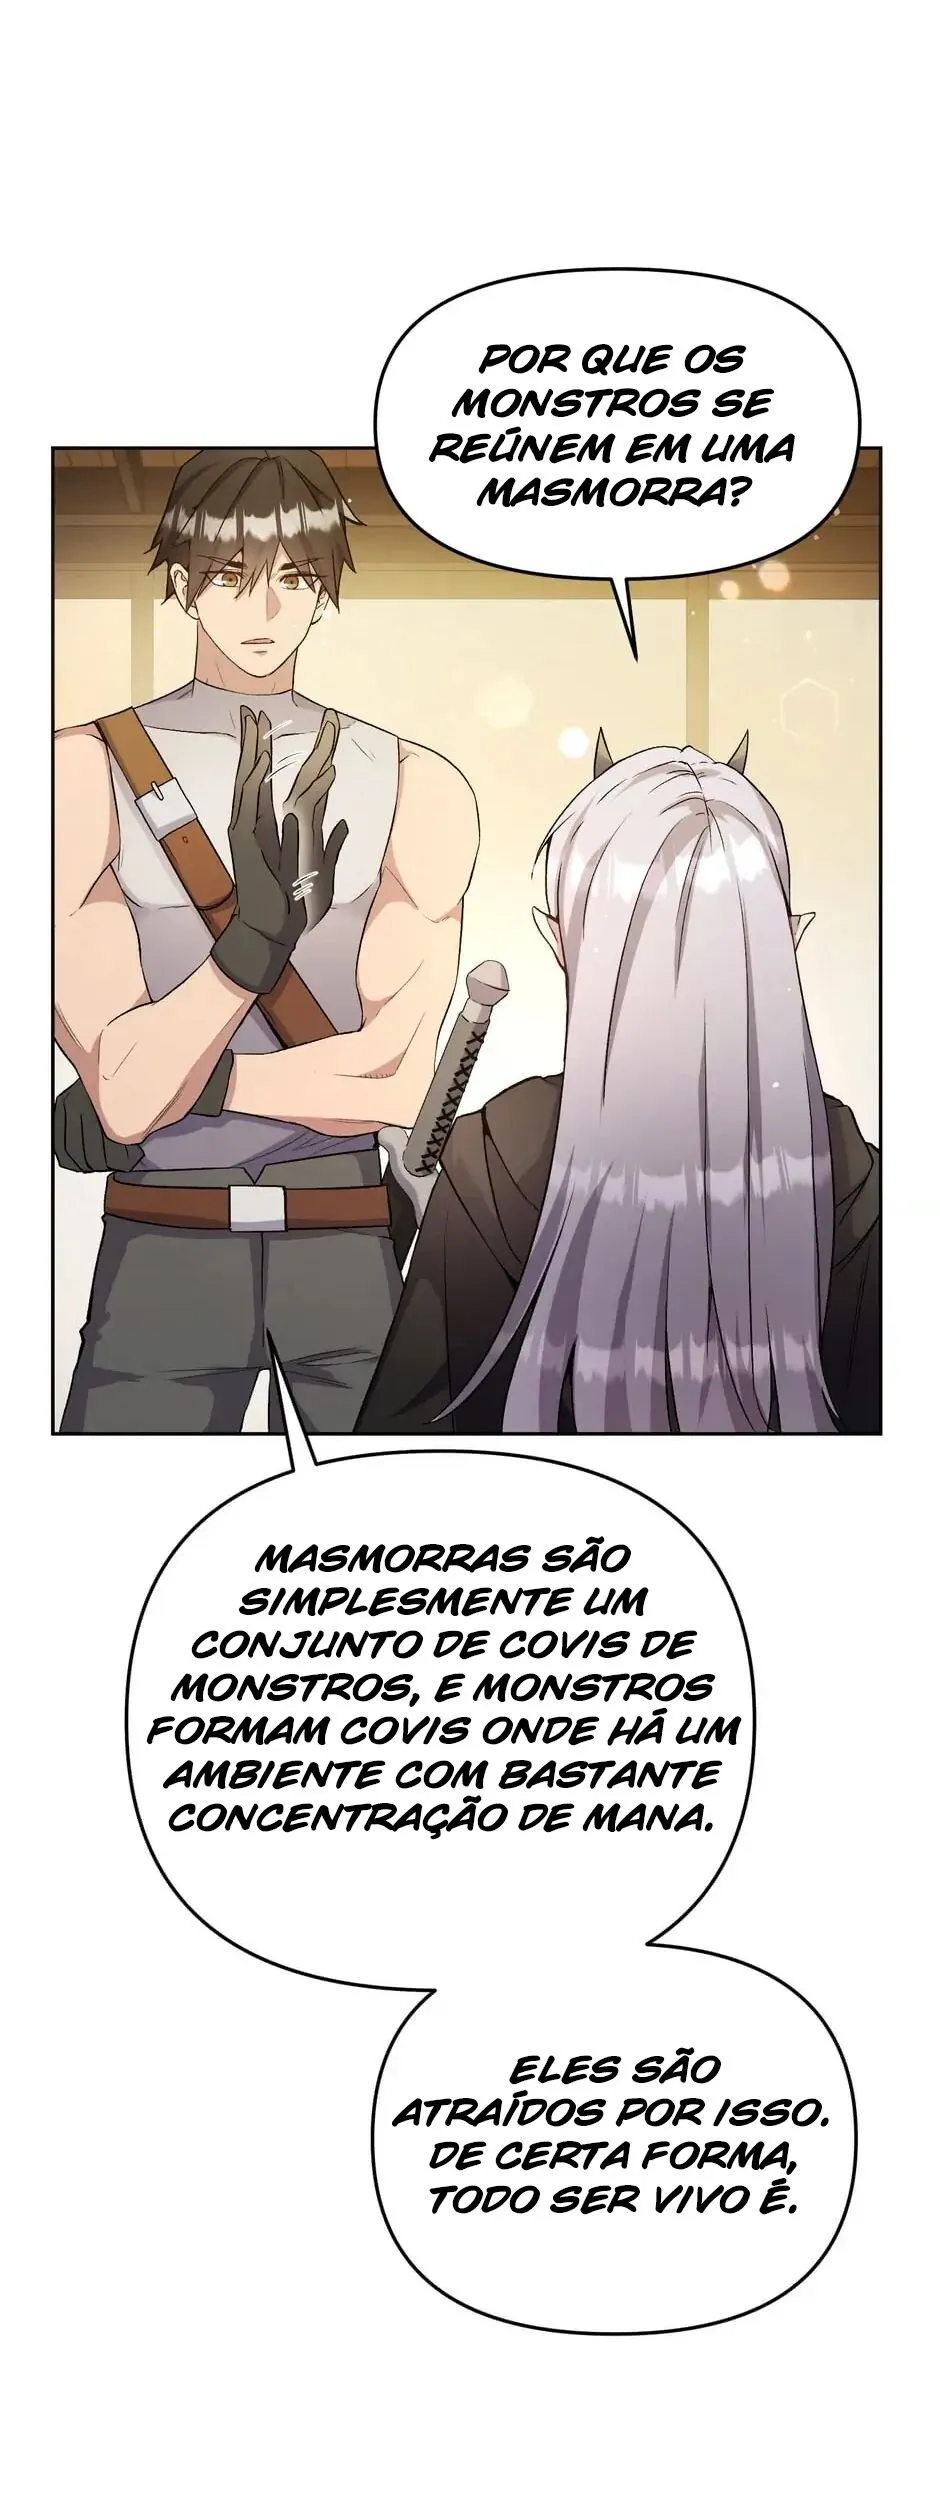 POR QUE OS
MONSTROS SE
REÚNEM EM UMA
MASMORRA?
MASMORRAS SÃO
SIMPLESMENTE UM
CONJUNTO DE COVIS DE
MONSTROS, E MONSTROS
FORMAM COVIS ONDE HÁ UM
AMBIENTE COM BASTANTE
CONCENTRAÇÃO DE MANA.
ELES SÃO
ATRAÍDOS POR ISSO.
DE CERTA FORMA,
TODO SER VIVO É.